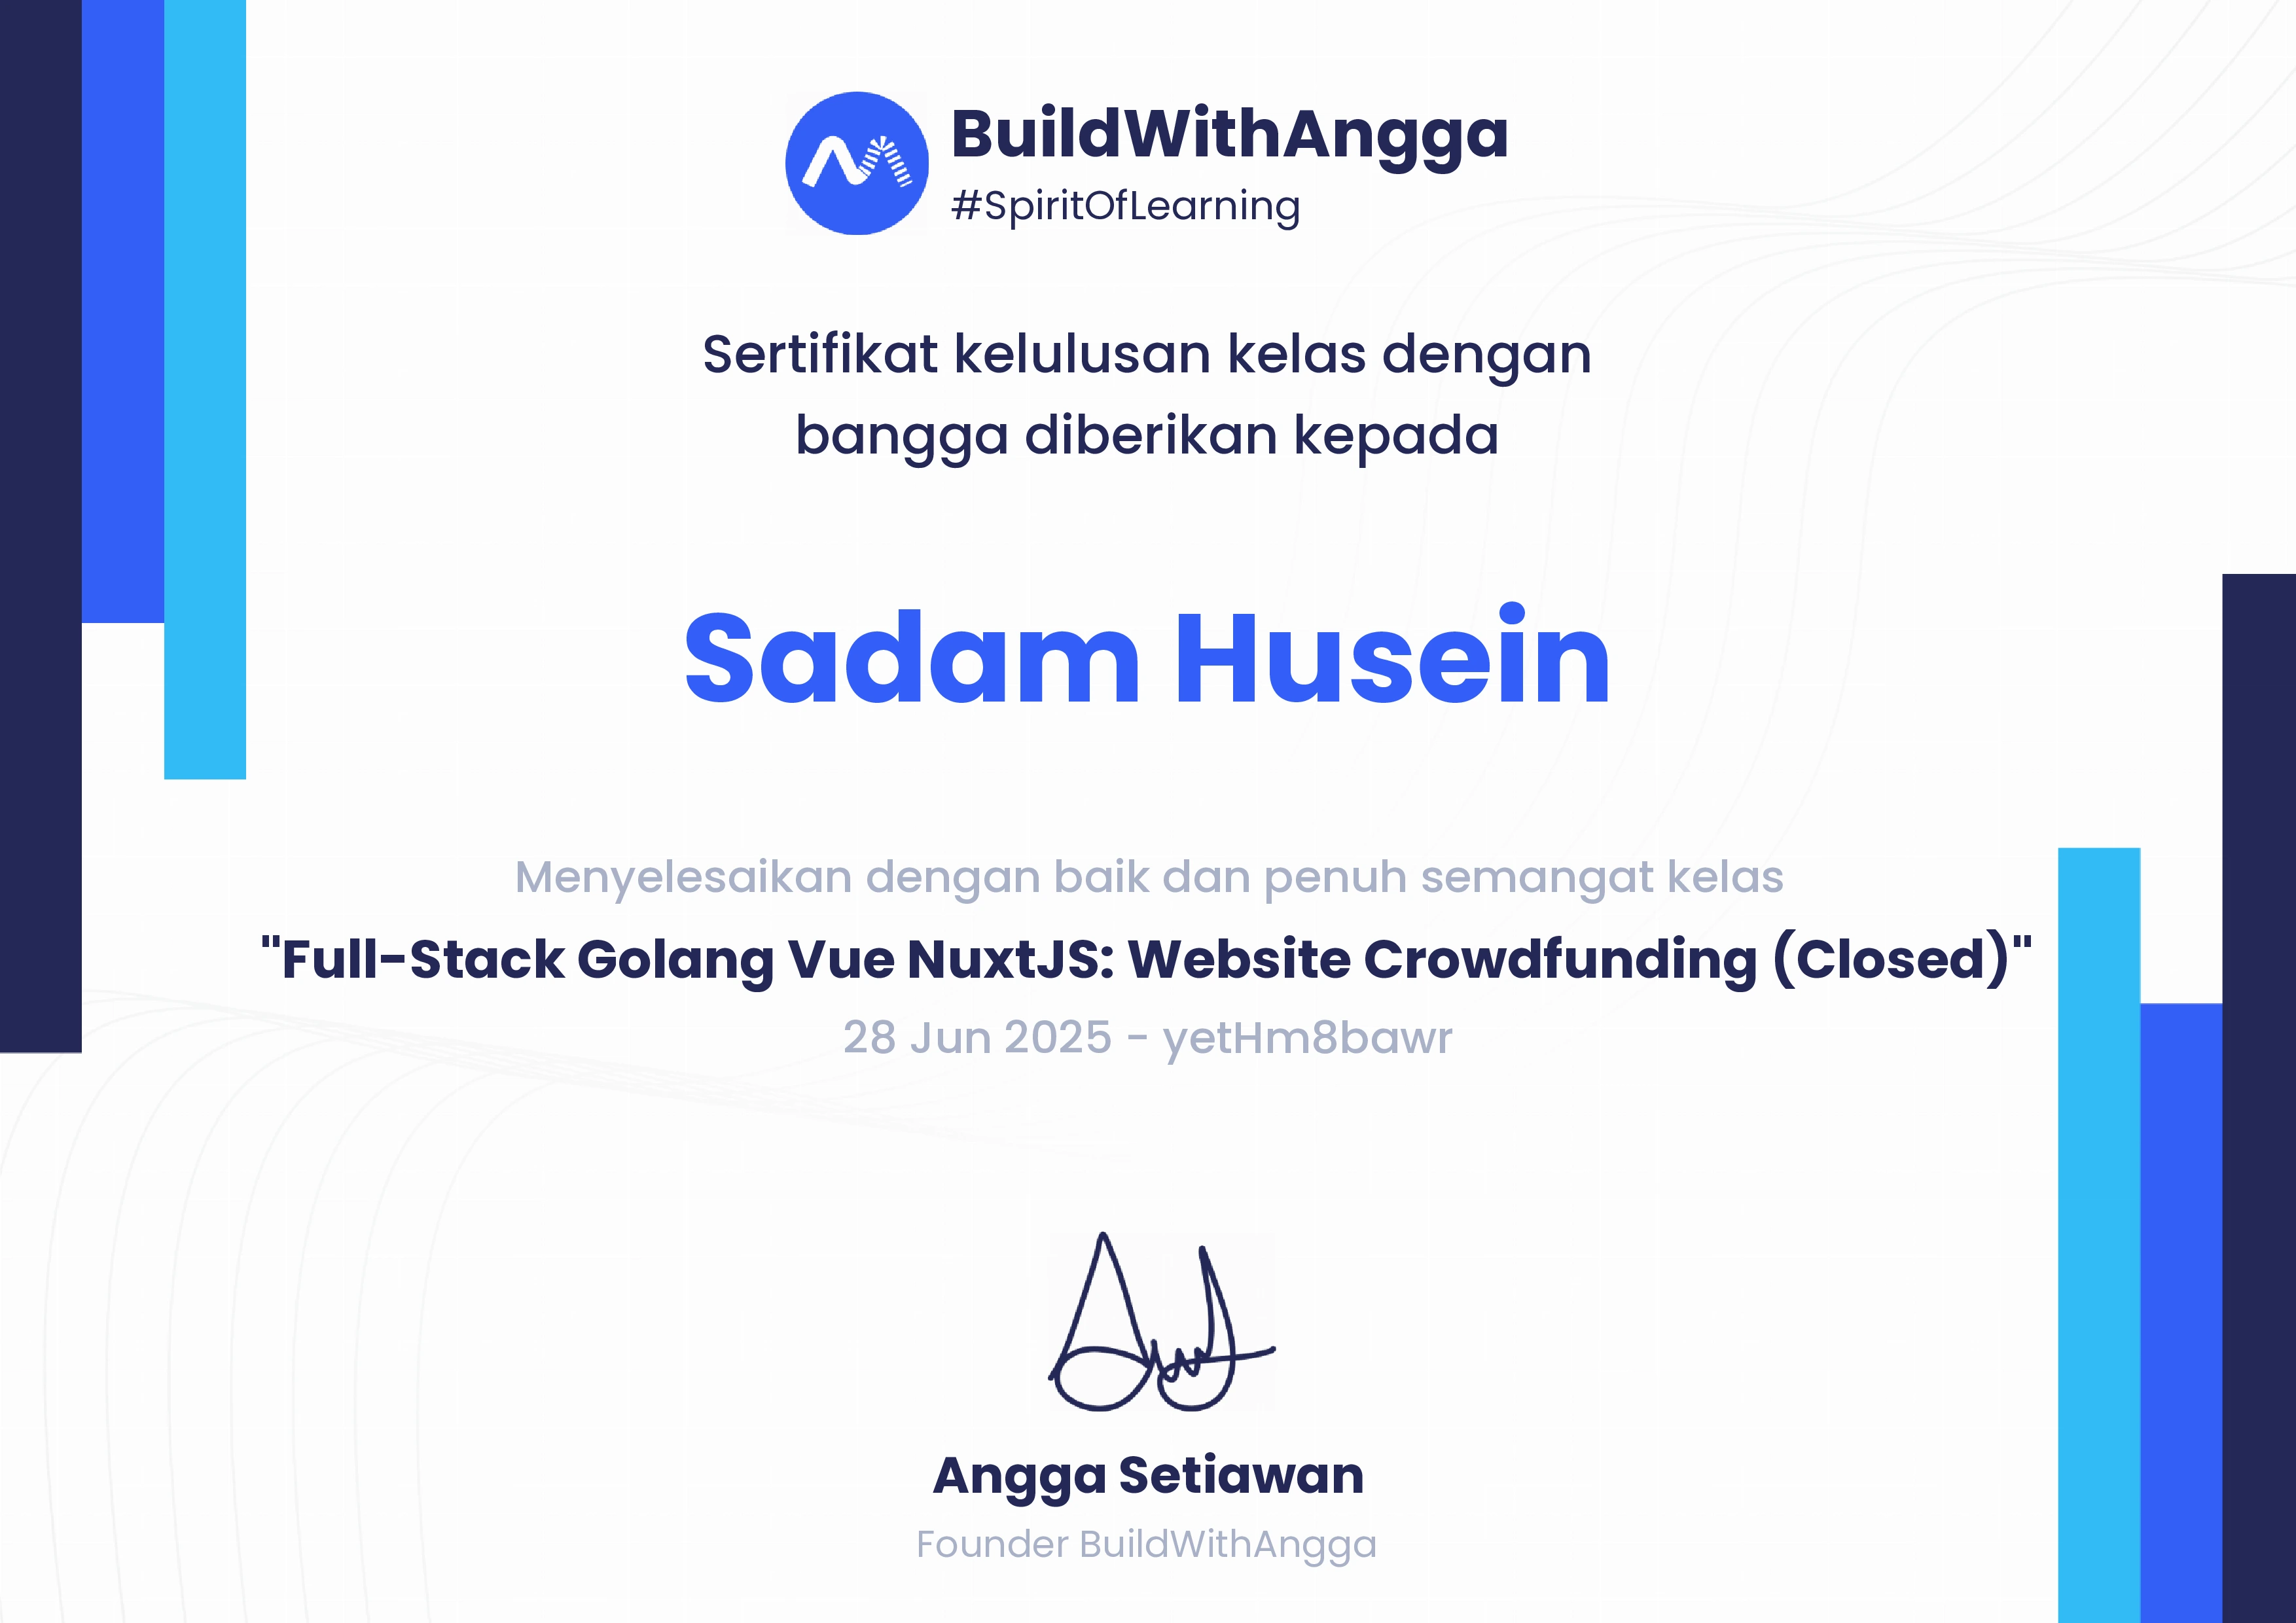 BuildWithAngga
#SpiritOfLearning
Sertifikat kelulusan kelas dengan
bangga diberikan kepada
Sadam Husein
Menyelesaikan dengan baik dan penuh semangat kelas
"Full-Stack Golang Vue NuxtJS: Website Crowdfunding (Closed)"
28 Jun 2025 - yetHm8bawr
Angga Setiawan
Founder BuildWithAngga